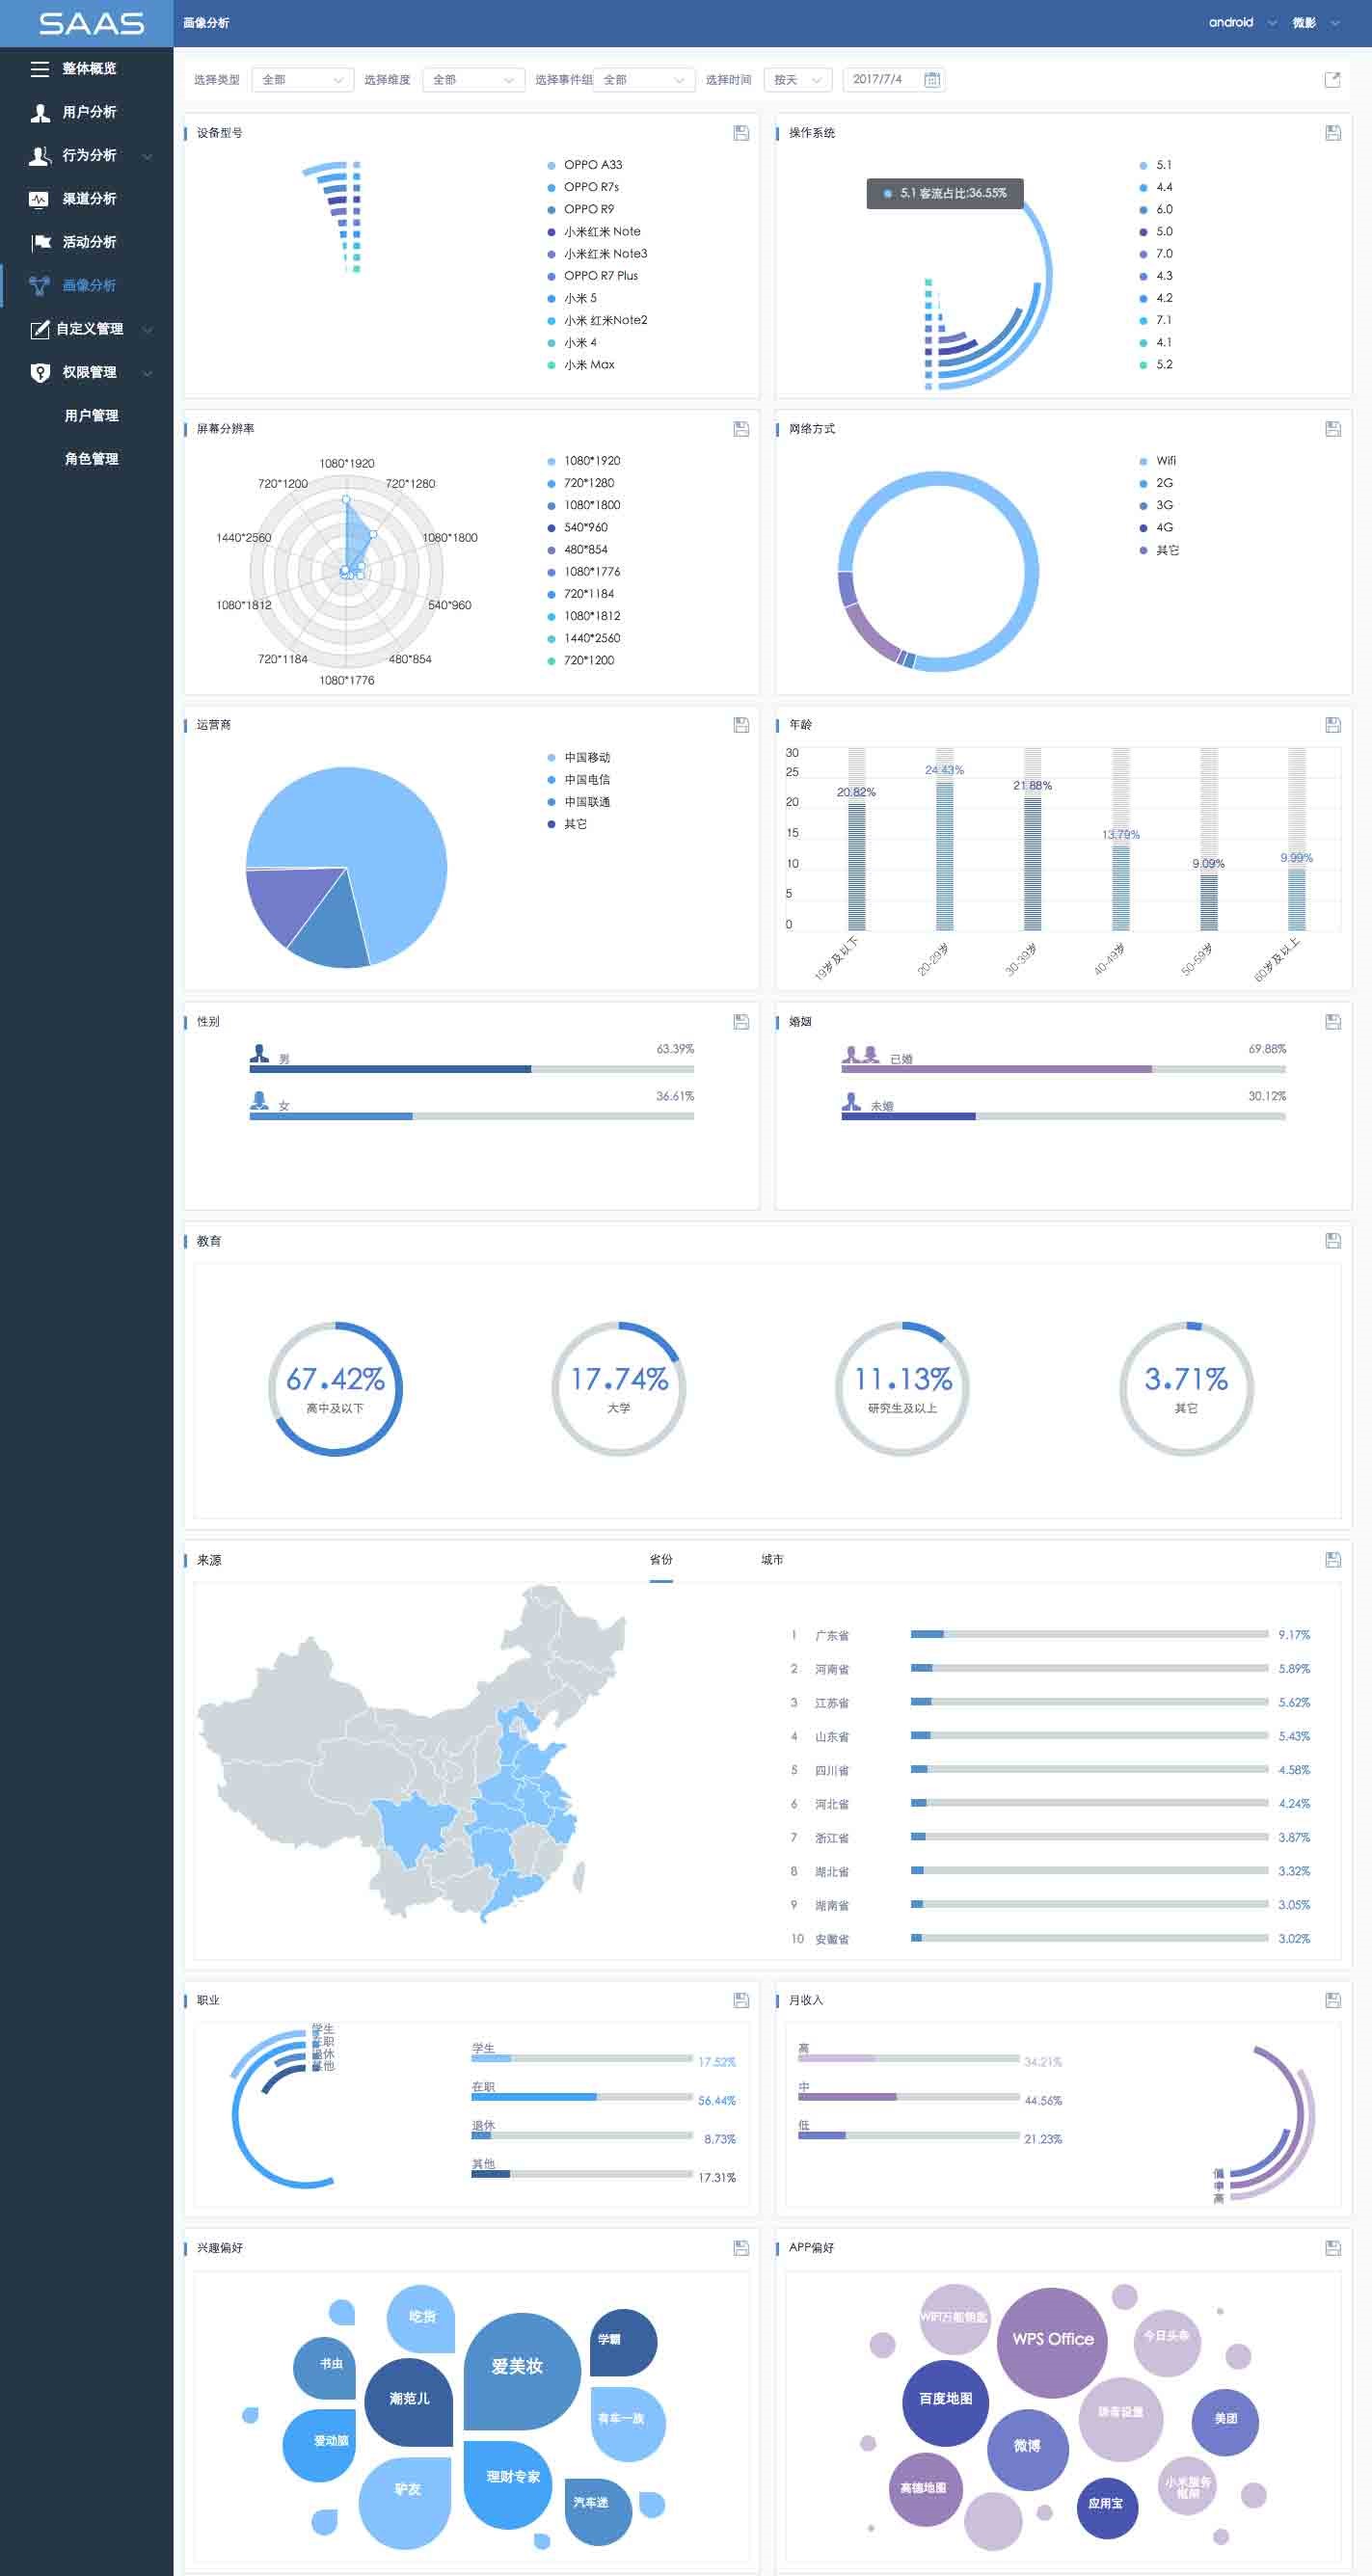 SAAS
画像分析
android
微影
整体概览
用户分析
行为分析
渠道分析
活动分析
画像分析
自定义管理
权限管理
用户管理
角色管理
选择类型 全部 选择维度 全部 选择事件组 全部 选择时间 按天 2017/7/4
设备型号
OPPO A33
OPPO R7s
OPPO R9
小米红米 Note
小米红米 Note3
OPPO R7 Plus
小米 5
小米 红米Note2
小米 4
小米 Max
操作系统
5.1 客流占比:36.55%
5.1
4.4
6.0
5.0
7.0
4.3
4.2
7.1
4.1
5.2
屏幕分辨率
1080*1920
720*1200
720*1280
1440*2560
1080*1800
1080*1812
540*960
720*1184
480*854
1080*1776
1080*1920
720*1280
1080*1800
540*960
480*854
1080*1776
720*1184
1080*1812
1440*2560
720*1200
网络方式
Wifi
2G
3G
4G
其它
运营商
中国移动
中国电信
中国联通
其它
年龄
30
25
20
15
10
5
0
20.82%
24.43%
21.88%
13.79%
9.09%
9.99%
19岁及以下
20-29岁
30-39岁
40-49岁
50-59岁
60岁及以上
性别
男 63.39%
女 36.61%
婚姻
已婚 69.88%
未婚 30.12%
教育
67.42%
高中及以下
17.74%
大学
11.13%
研究生及以上
3.71%
其它
来源
省份
城市
1 广东省 9.17%
2 河南省 5.89%
3 江苏省 5.62%
4 山东省 5.43%
5 四川省 4.58%
6 河北省 4.24%
7 浙江省 3.87%
8 湖北省 3.32%
9 湖南省 3.05%
10 安徽省 3.02%
职业
学生
在职
退休
其他
学生
17.52%
在职
56.44%
退休
8.73%
其他
17.31%
月收入
高
34.21%
中
44.56%
低
21.23%
低
中
高
兴趣偏好
吃货
学霸
书虫
爱美妆
潮范儿
有车一族
爱动脑
理财专家
驴友
汽车迷
APP偏好
WiFi万能钥匙
WPS Office
今日头条
百度地图
美团
微博
高德地图
小米服务
框架
应用宝